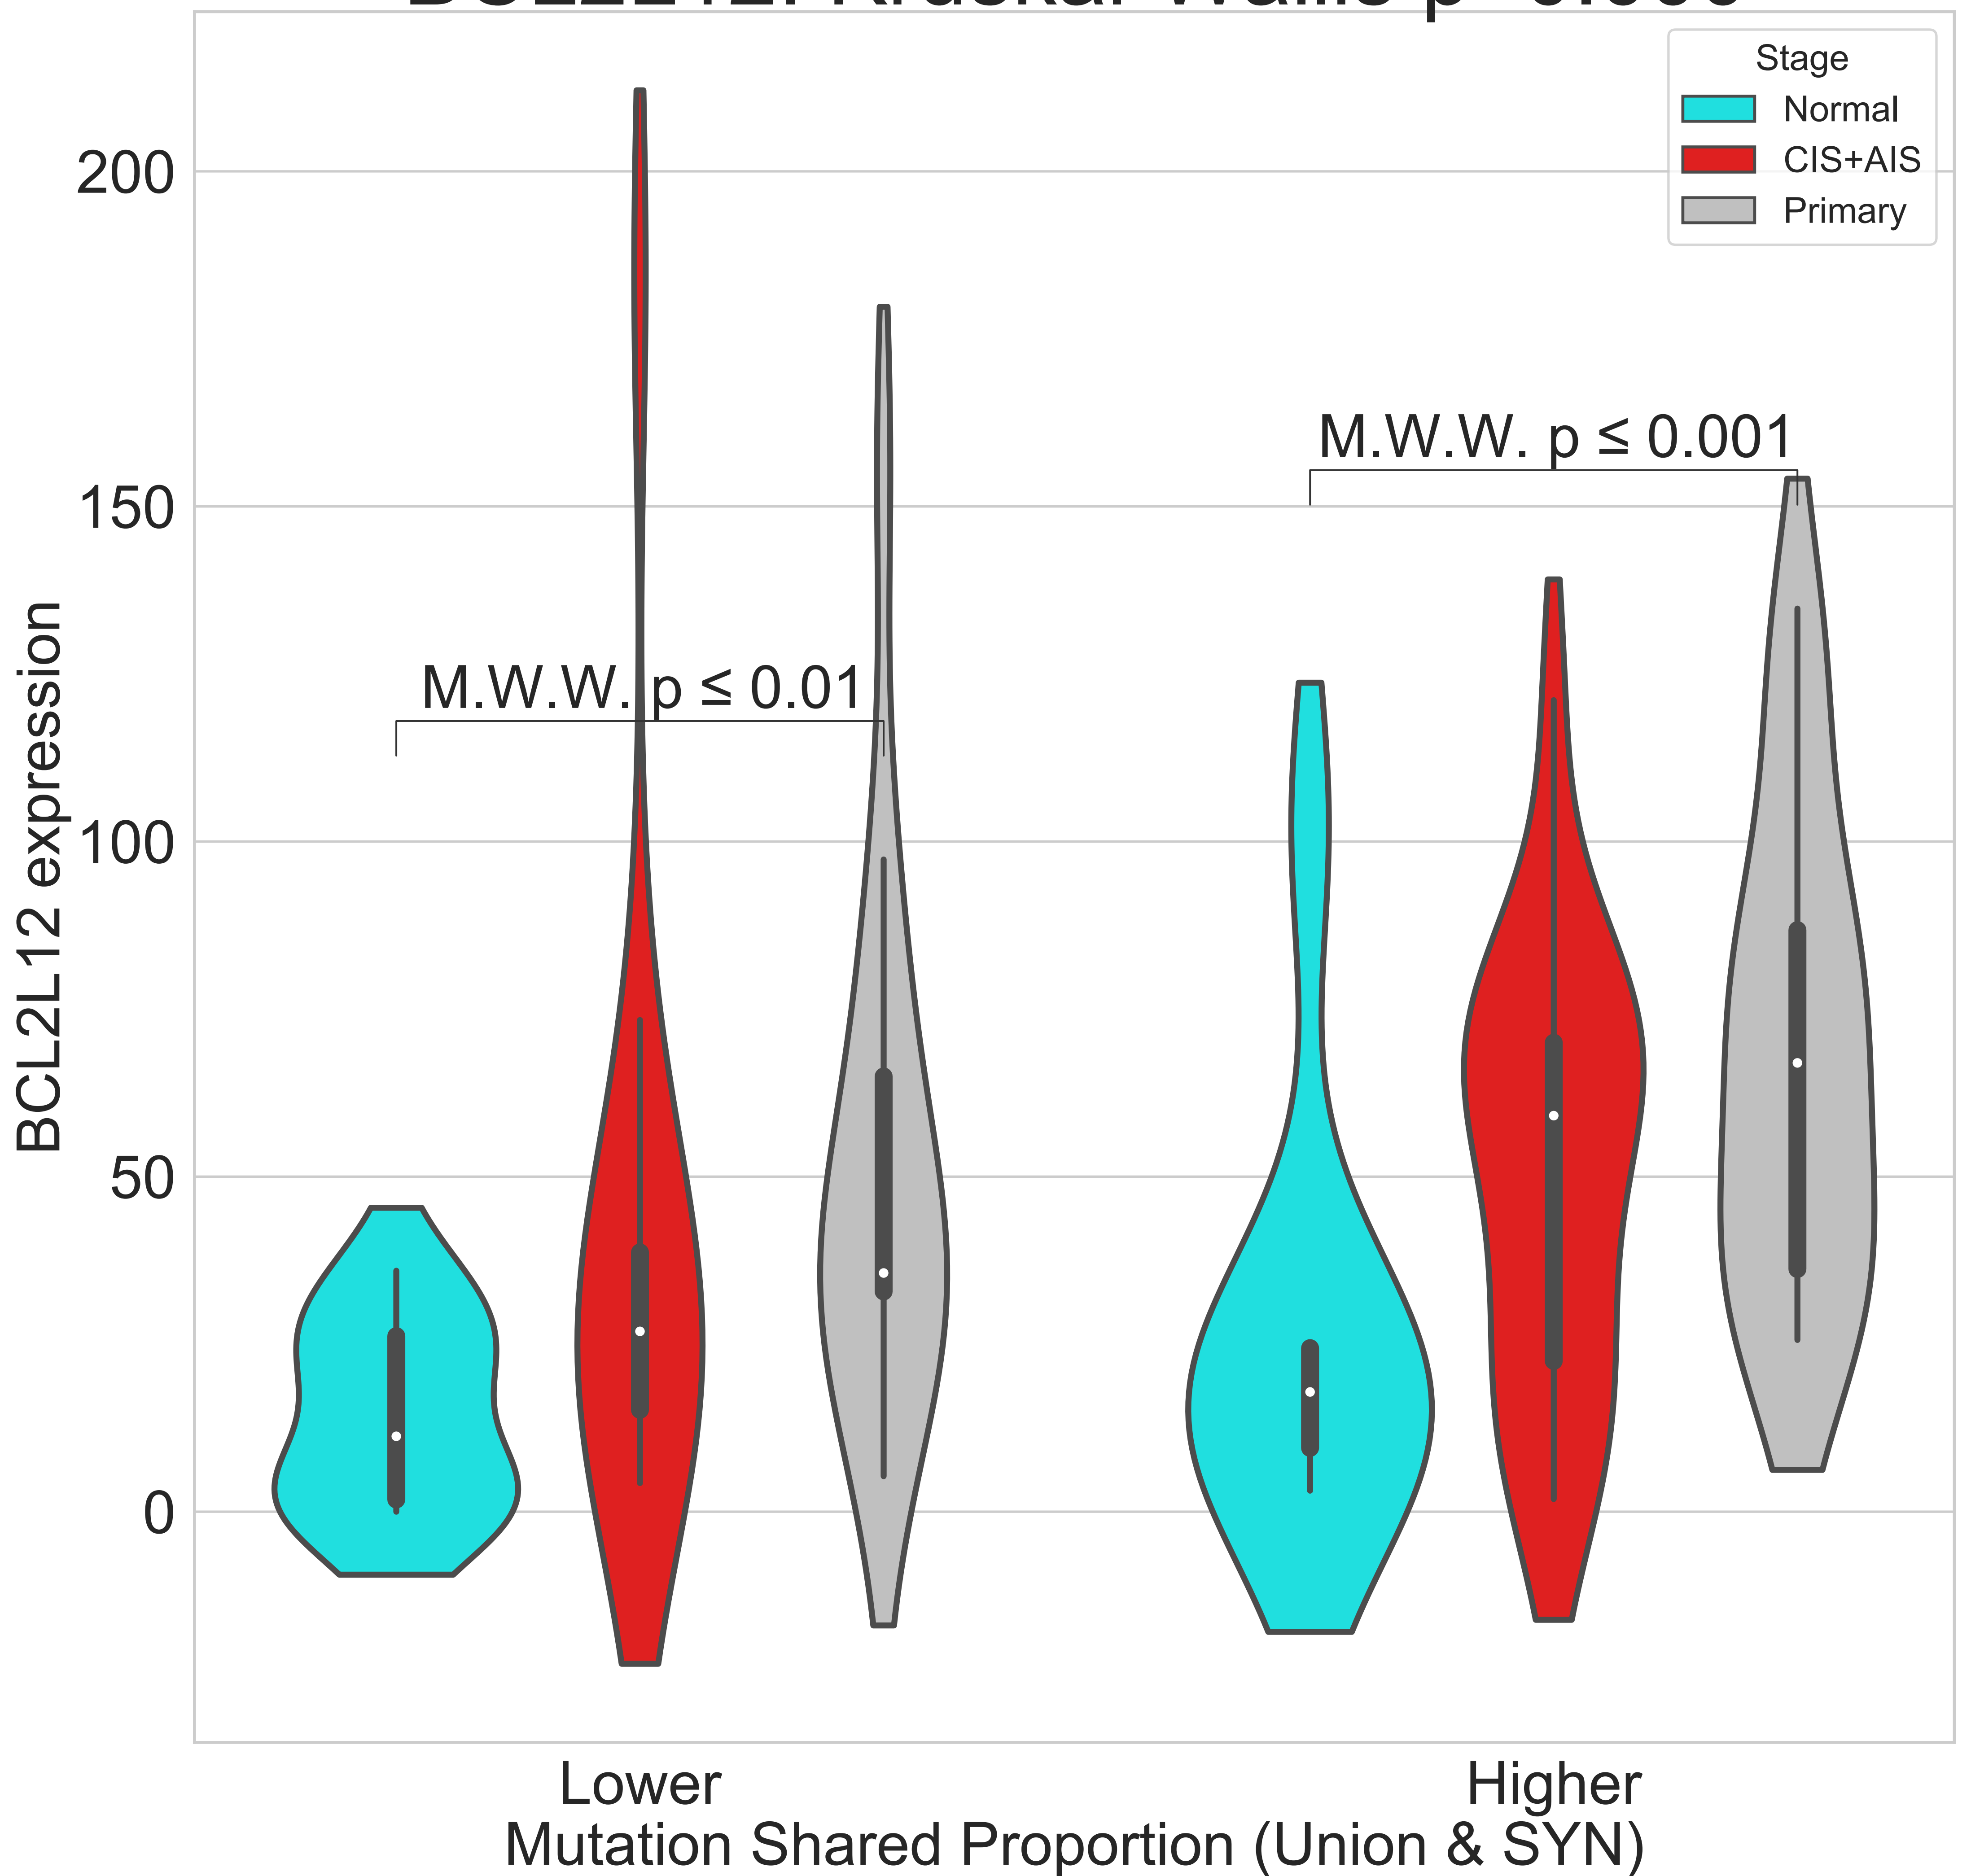 Stage
Normal
CIS+AIS
Primary
200
150
100
50
0
BCL2L12 expression
M.W.W. p ≤ 0.01
M.W.W. p ≤ 0.001
Lower
Higher
Mutation Shared Proportion (Union & SYN)